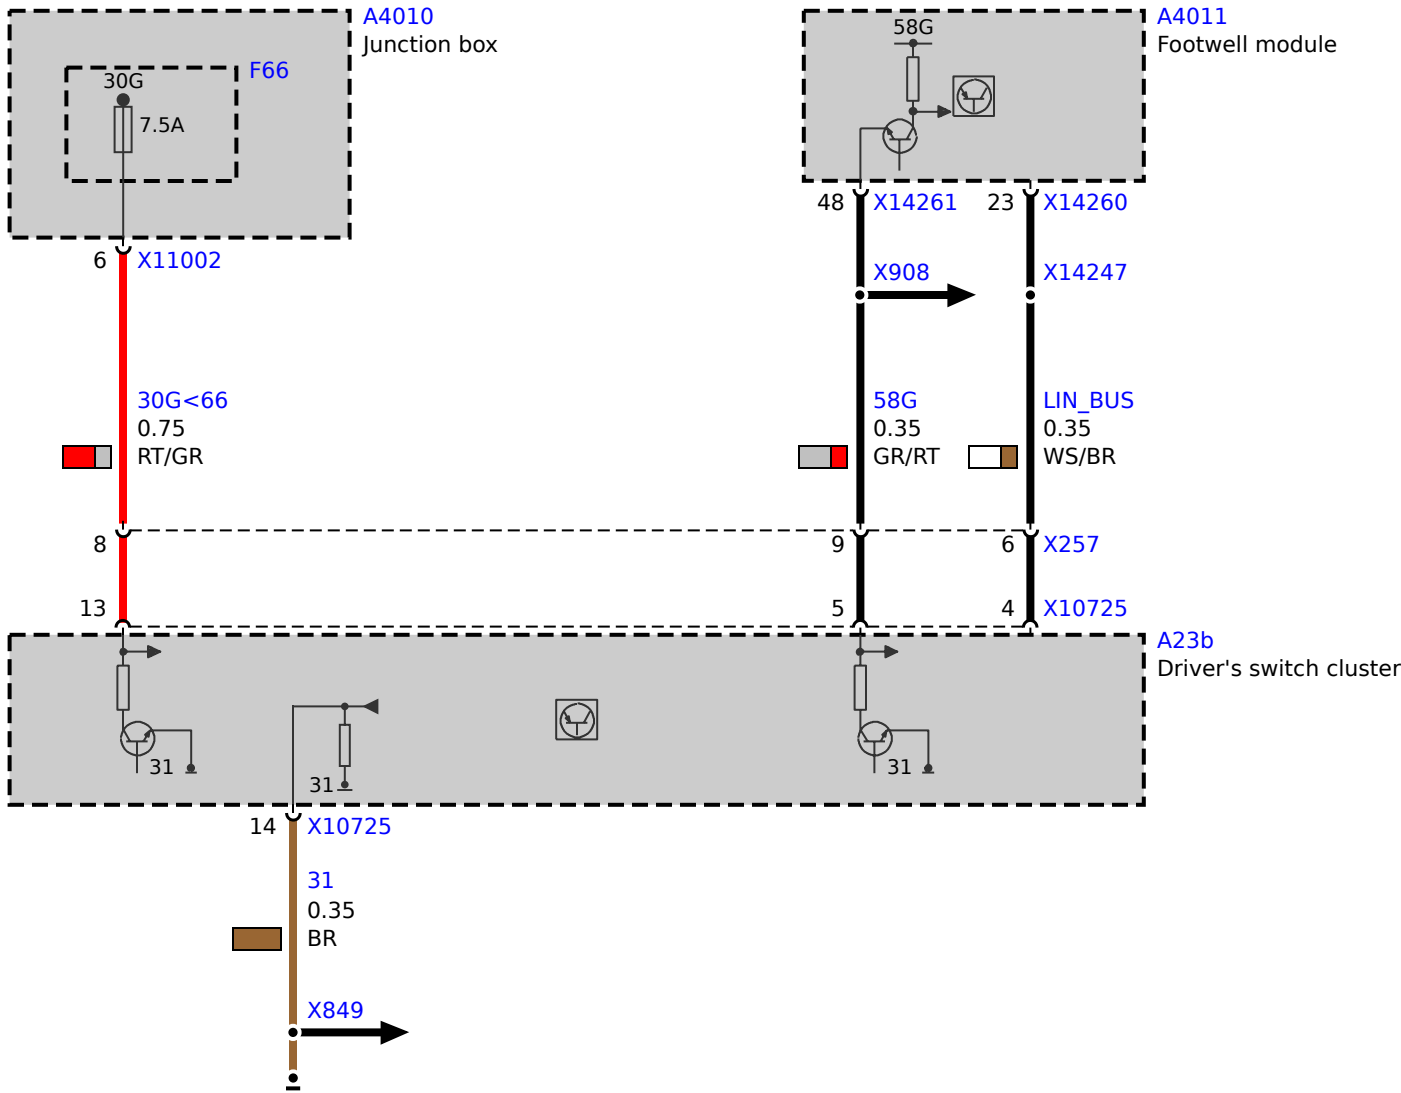 A4010
Junction box
F66
30G
7.5A
6 X11002
30G<66
0.75
RT/GR
A4011
Footwell module
58G
48 X14261
23 X14260
X908
X14247
58G
0.35
GR/RT
LIN_BUS
0.35
WS/BR
8
9
6 X257
13
5
4 X10725
A23b
Driver's switch cluster
31
31
31
14 X10725
31
0.35
BR
X849